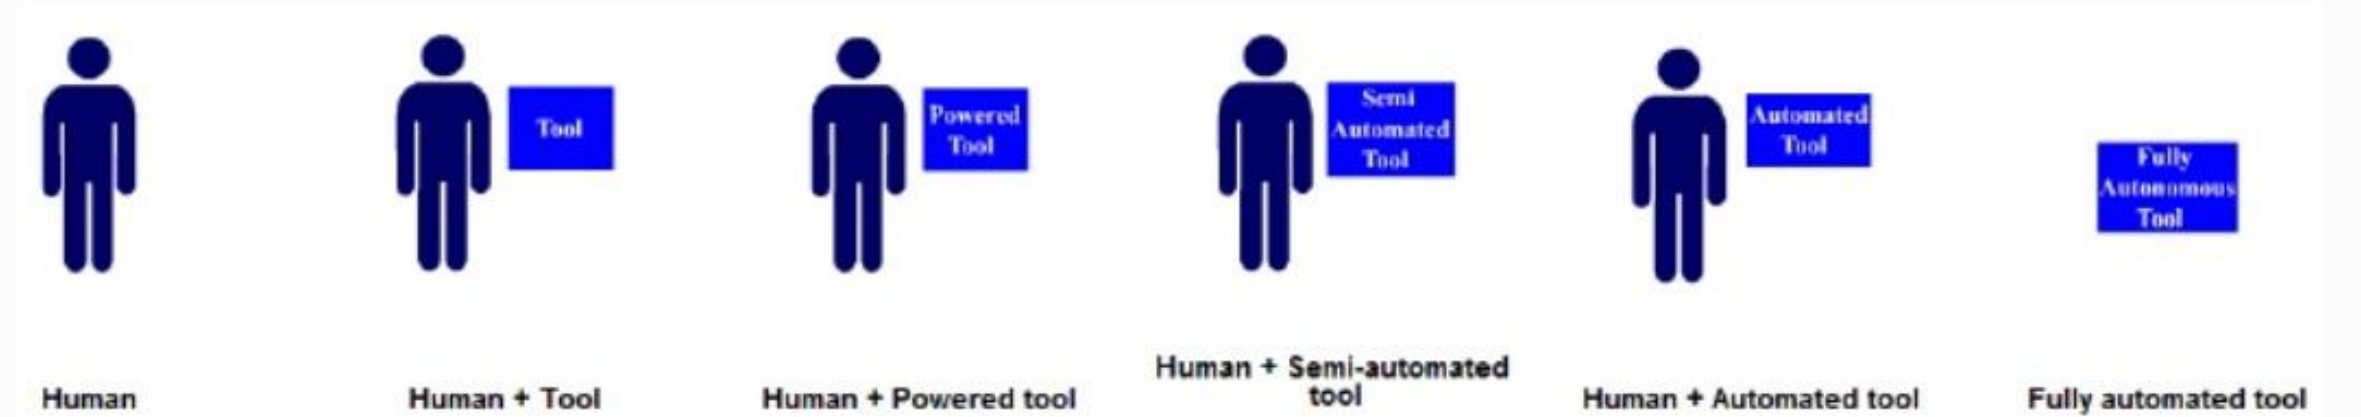 Tool
Powered
Tool
Semi
Automated
Tool
Automated
Tool
Fully
Autonomous
Tool
Human
Human + Tool
Human + Powered tool
Human + Semi-automated
tool
Human + Automated tool
Fully automated tool